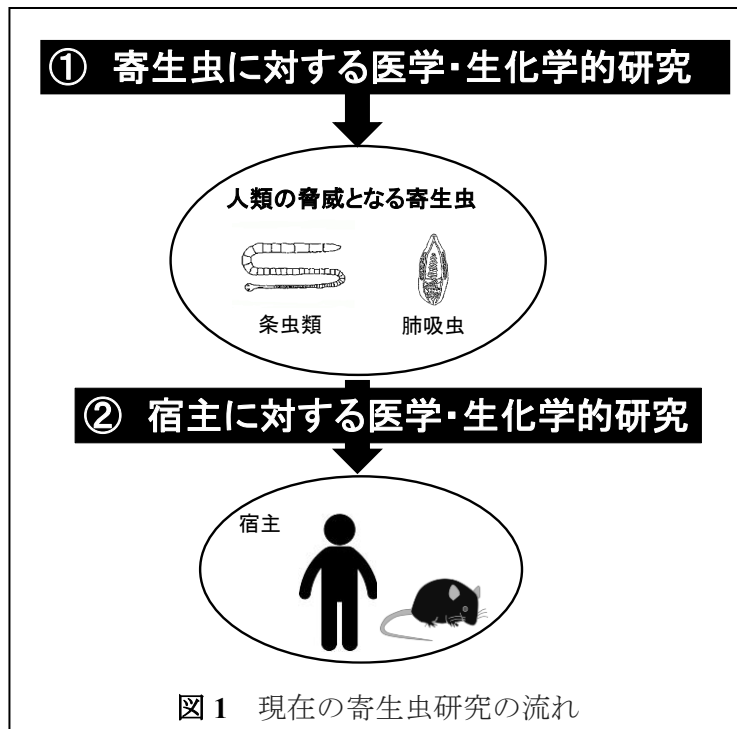 ① 寄生虫に対する医学・生化学的研究
人類の脅威となる寄生虫
条虫類 肺吸虫
② 宿主に対する医学・生化学的研究
宿主
図 1 現在の寄生虫研究の流れ